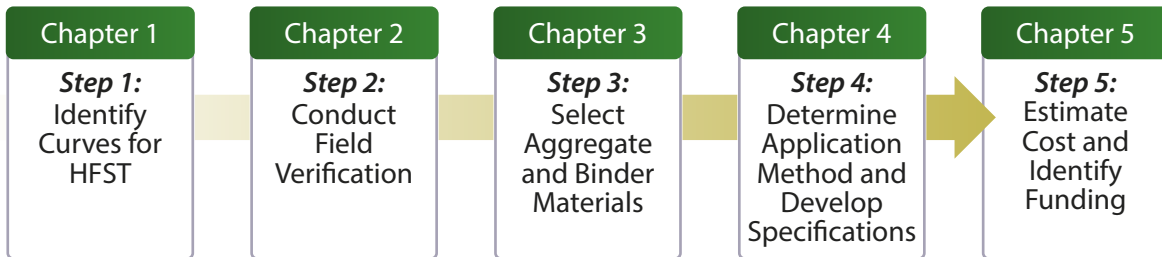 Chapter 1
Step 1:
Identify
Curves for
HFST
Chapter 2
Step 2:
Conduct
Field
Verification
Chapter 3
Step 3:
Select
Aggregate
and Binder
Materials
Chapter 4
Step 4:
Determine
Application
Method and
Develop
Specifications
Chapter 5
Step 5:
Estimate
Cost and
Identify
Funding